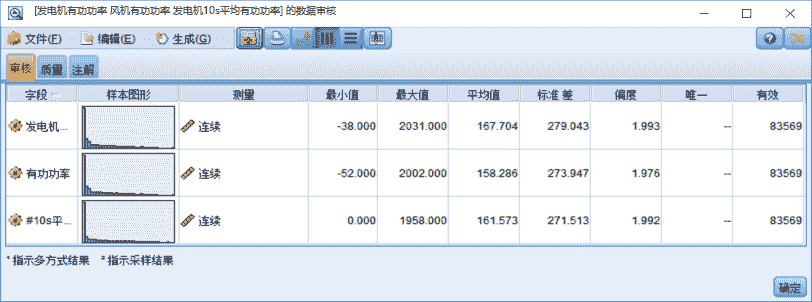 [发电机有功功率 风机有功功率 发电机10s平均有功功率] 的数据审核
文件(F) 编辑(E) 生成(G)
审核 质量 注解
字段 样本图形 测量 最小值 最大值 平均值 标准 差 偏度 唯一 有效
发电机... 连续 -38.000 2031.000 167.704 279.043 1.993 -- 83569
有功功率 连续 -52.000 2002.000 158.286 273.947 1.976 -- 83569
#10s平... 连续 0.000 1958.000 161.573 271.513 1.992 -- 83569
¹ 指示多方式结果 ² 指示采样结果
确定